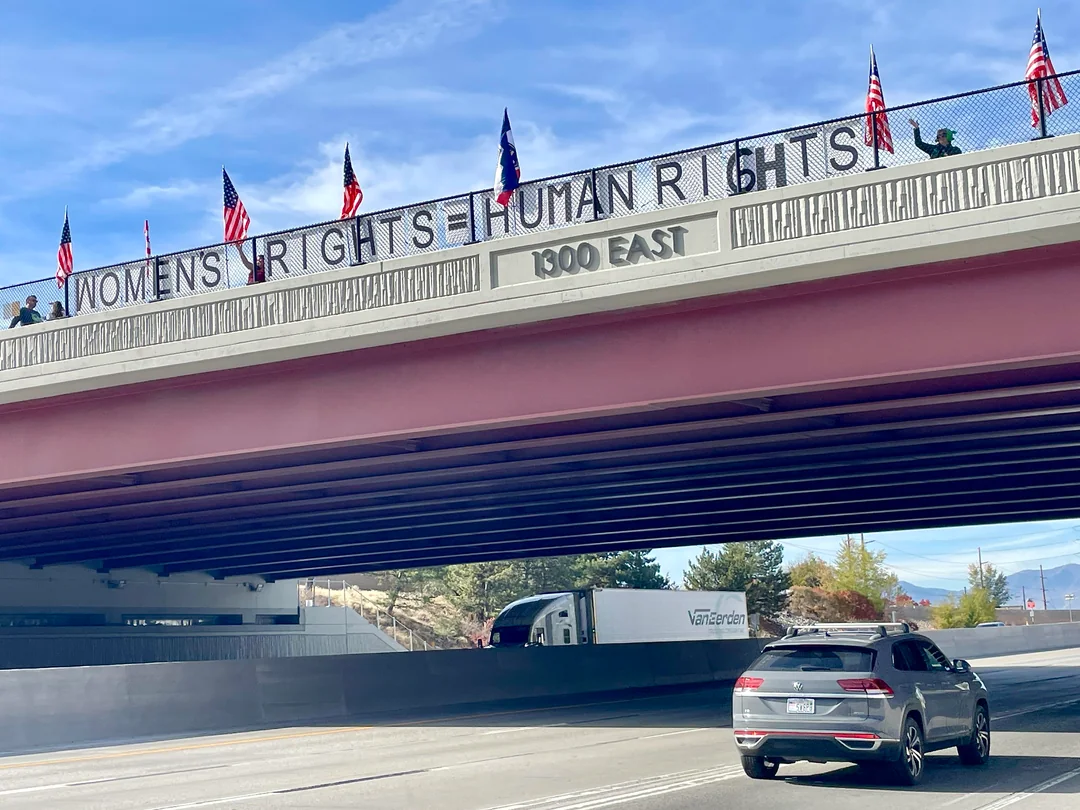 WOMEN'S RIGHTS = HUMAN RIGHTS
1300 EAST
VanEerden